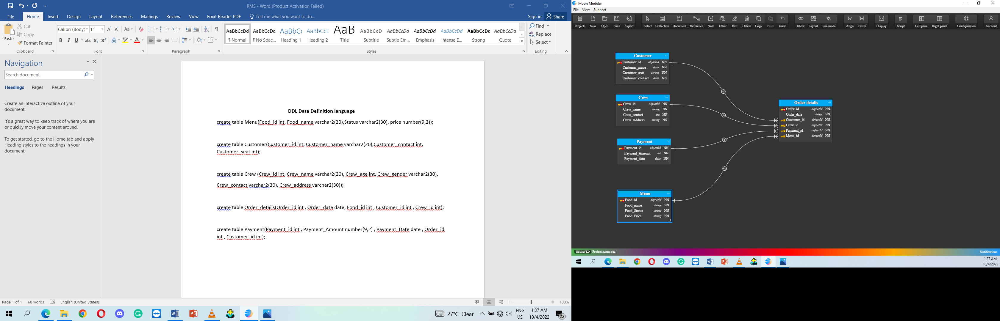 RMS - Word (Product Activation Failed)
File Home Insert Design Layout References Mailings Review View Foxit Reader PDF Tell me what you want to do... Sign in Share
Paste
Cut
Copy
Format Painter
Clipboard
Calibri (Body) 11
Font
Paragraph
AaBbCcDd AaBbCcDd AaBbC AaBbCcC AaB AaBbCcD AaBbCcDd AaBbCcDd AaBbCcDd AaBbCcDc AaBbCcDd
¶ Normal ¶ No Spac... Heading 1 Heading 2 Title Subtitle Subtle Em... Emphasis Intense E... Strong Quote
Styles
Find
Replace
Select
Editing
Navigation
Search document
Headings Pages Results
Create an interactive outline of your
document.
It's a great way to keep track of where you are
or quickly move your content around.
To get started, go to the Home tab and apply
Heading styles to the headings in your
document.
DDL Data Definition language
create table Menu(Food_id int, Food_name varchar2(20),Status varchar2(30), price number(9,2));
create table Customer(Customer_id int, Customer_name varchar2(20),Customer_contact int,
Customer_seat int);
create table Crew (Crew_id int, Crew_name varchar2(30), Crew_age int, Crew_gender varchar2(30),
Crew_contact varchar2(30), Crew_address varchar2(30));
create table Order_details(Order_id int , Order_date date, Food_id int , Customer_id int , Crew_id int);
create table Payment(Payment_id int , Payment_Amount number(9,2) , Payment_Date date , Order_id
int , Customer_id int);
Page 1 of 1 68 words English (United States) 100%
27°C Clear
ENG
US
1:37 AM
10/4/2022
22
Moon Modeler
File View Support
Projects New Open Save Export Select Collection Document Reference Note Other Edit Delete Copy Paste Undo Show Layout Line mode Align Resize Display Script Left panel Right panel Configuration Account
Customer
Customer_id objectId NN
Customer_name date NN
Customer_seat string NN
Customer_contact date NN
Crew
Crew_id objectId NN
Crew_name string NN
Crew_contact int NN
Crew_Address string NN
Payment
Payment_id objectId NN
Payment_Amount int NN
Payment_date date NN
Menu
Food_id objectId NN
Food_name string NN
Food_Status string NN
Food_Price string NN
Order details
Order_id objectId NN
Order_date string NN
Customer_id objectId NN
Crew_id objectId NN
Payment_id objectId NN
Menu_id objectId NN
UNSAVED Project name: rea Notifications
1:37 AM
10/4/2022